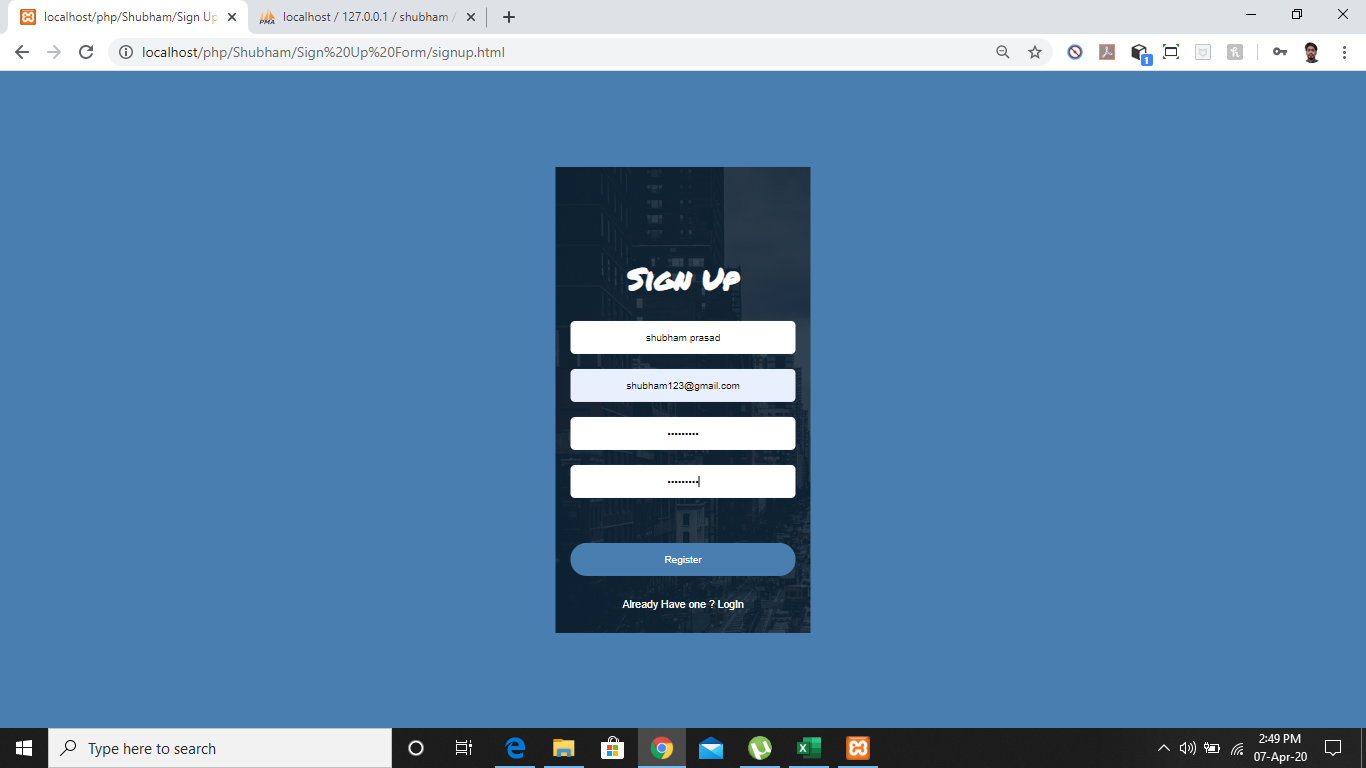 localhost/php/Shubham/Sign Up
localhost / 127.0.0.1 / shubham /
localhost/php/Shubham/Sign%20Up%20Form/signup.html
1
PMA
Sign Up
shubham prasad
shubham123@gmail.com
•••••••••
•••••••••
Register
Already Have one ? LogIn
Type here to search
2:49 PM
07-Apr-20